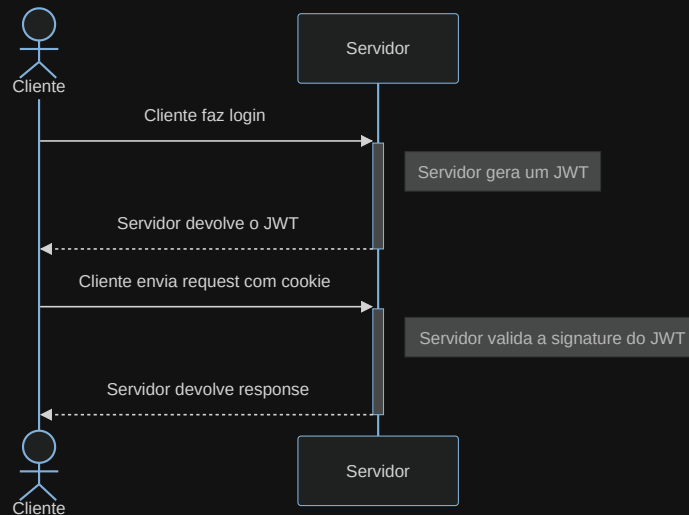 Cliente
Servidor
Cliente faz login
Servidor gera um JWT
Servidor devolve o JWT
Cliente envia request com cookie
Servidor valida a signature do JWT
Servidor devolve response
Cliente
Servidor